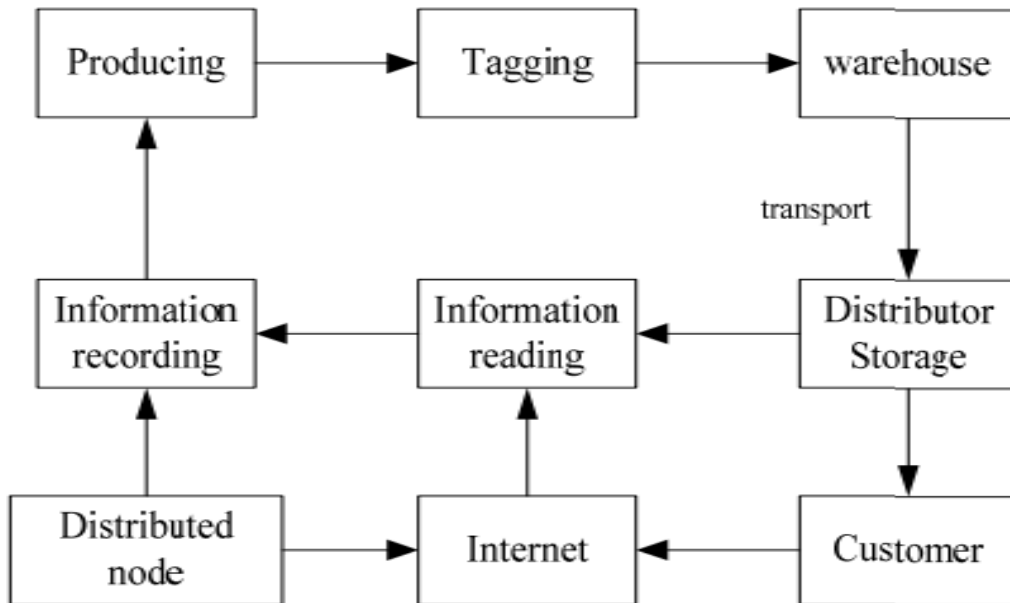 Producing
Tagging
warehouse
transport
Information
recording
Information
reading
Distributor
Storage
Distributed
node
Internet
Customer